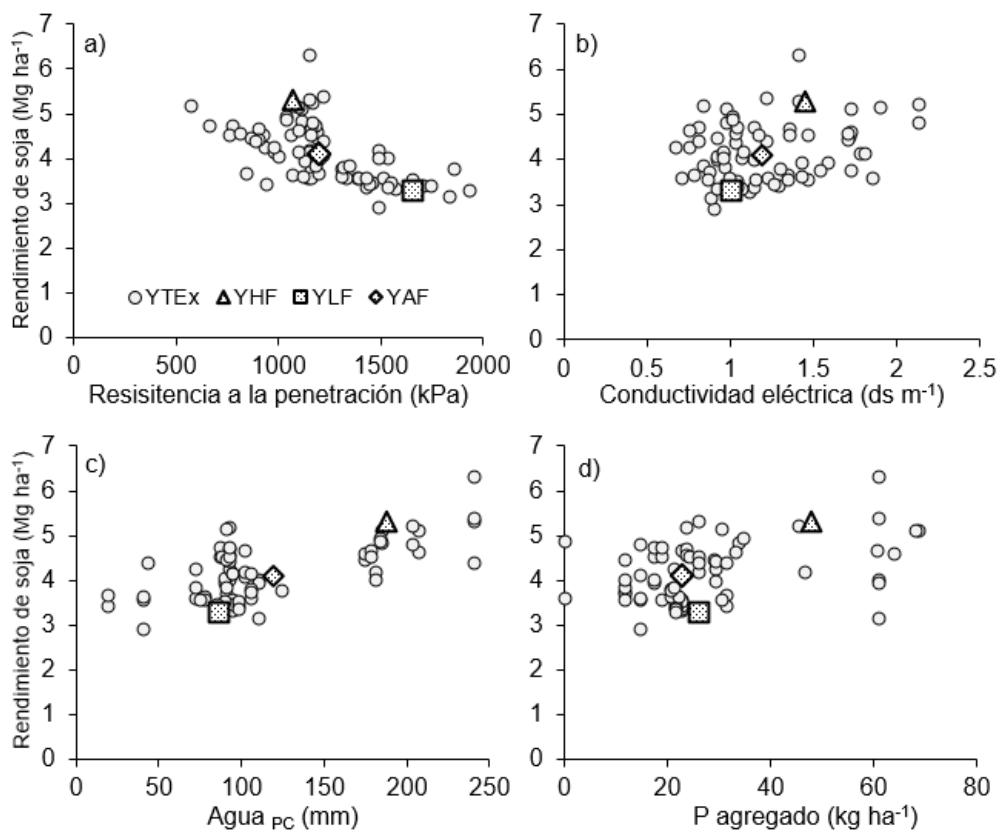 a)
Rendimiento de soja (Mg ha-1)
7
6
5
4
3
2
1
0
YTEx YHF YLF YAF
0 500 1000 1500 2000
Resisitencia a la penetración (kPa)
b)
7
6
5
4
3
2
1
0
0 0.5 1 1.5 2 2.5
Conductividad eléctrica (ds m-1)
c)
Rendimiento de soja (Mg ha-1)
7
6
5
4
3
2
1
0
0 50 100 150 200 250
Agua PC (mm)
d)
7
6
5
4
3
2
1
0
0 20 40 60 80
P agregado (kg ha-1)